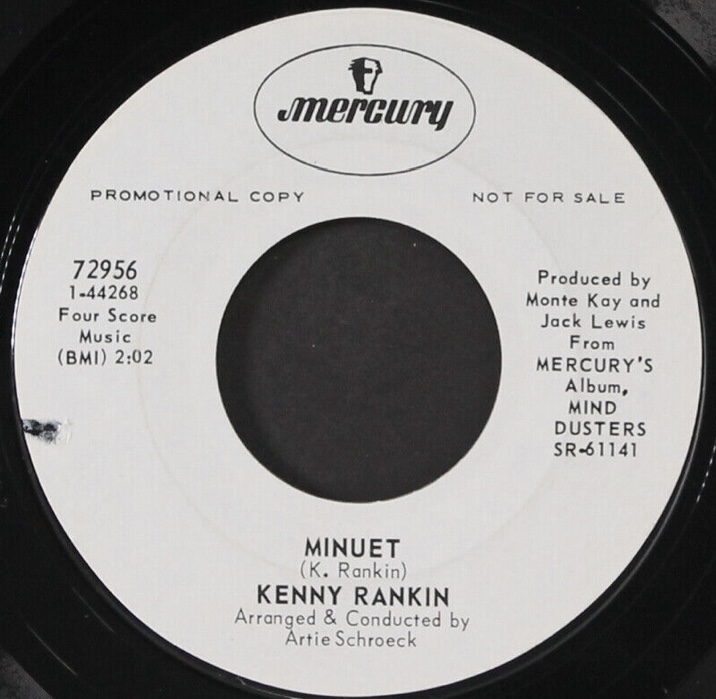 mercury
PROMOTIONAL COPY
NOT FOR SALE
72956
1-44268
Four Score
Music
(BMI) 2:02
Produced by
Monte Kay and
Jack Lewis
From
MERCURY'S
Album,
MIND
DUSTERS
SR-61141
MINUET
(K. Rankin)
KENNY RANKIN
Arranged & Conducted by
Artie Schroeck